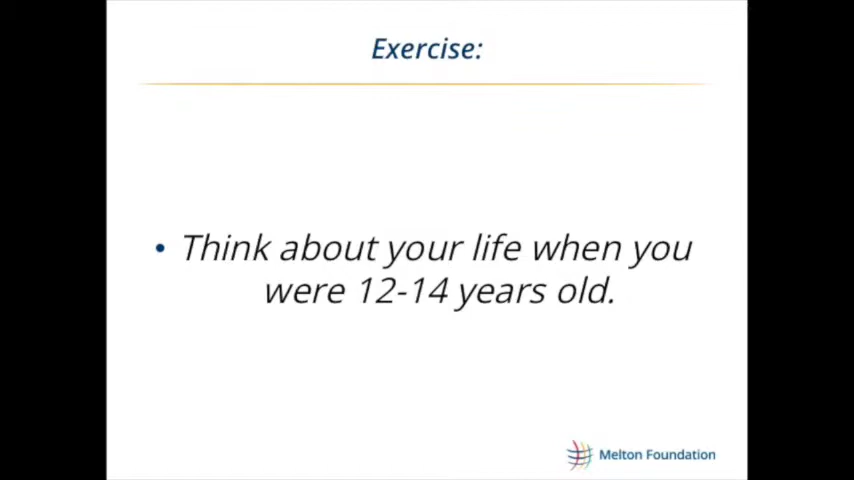 Exercise:
• Think about your life when you
were 12-14 years old.
Melton Foundation